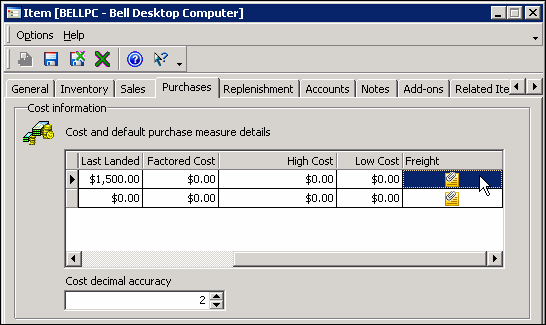 Item [BELLPC - Bell Desktop Computer]
Options Help
General Inventory Sales Purchases Replenishment Accounts Notes Add-ons Related Ite
Cost information
Cost and default purchase measure details
Last Landed Factored Cost High Cost Low Cost Freight
$1,500.00 $0.00 $0.00 $0.00
$0.00 $0.00 $0.00 $0.00
Cost decimal accuracy
2